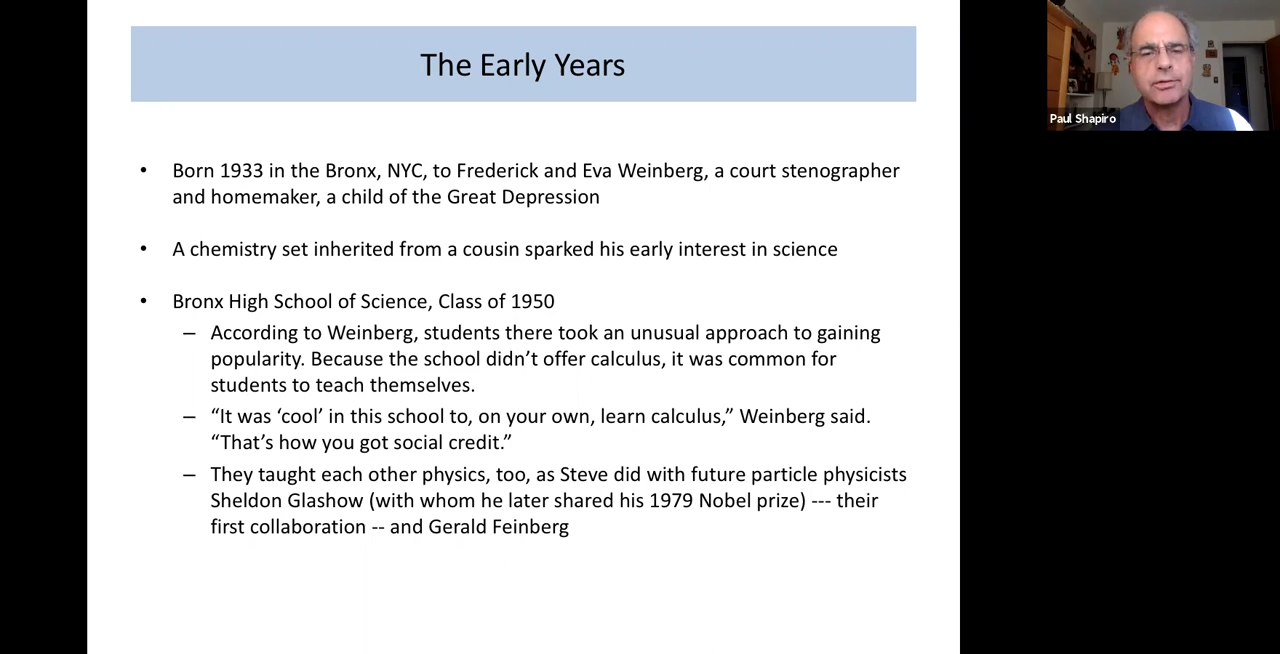 The Early Years
Paul Shapiro
• Born 1933 in the Bronx, NYC, to Frederick and Eva Weinberg, a court stenographer
and homemaker, a child of the Great Depression
• A chemistry set inherited from a cousin sparked his early interest in science
• Bronx High School of Science, Class of 1950
– According to Weinberg, students there took an unusual approach to gaining
popularity. Because the school didn’t offer calculus, it was common for
students to teach themselves.
– “It was ‘cool’ in this school to, on your own, learn calculus,” Weinberg said.
“That’s how you got social credit.”
– They taught each other physics, too, as Steve did with future particle physicists
Sheldon Glashow (with whom he later shared his 1979 Nobel prize) --- their
first collaboration -- and Gerald Feinberg